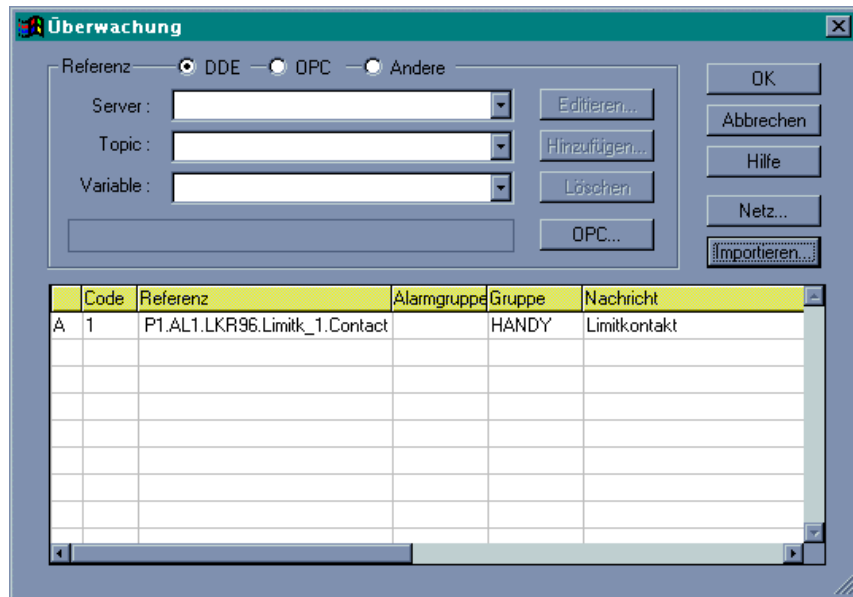 Überwachung
Referenz DDE OPC Andere
Server :
Topic :
Variable :
Editieren...
Hinzufügen...
Löschen
OPC...
OK
Abbrechen
Hilfe
Netz...
Importieren...
Code Referenz Alarmgruppe Gruppe Nachricht
A 1 P1.AL1.LKR96.Limitk_1.Contact HANDY Limitkontakt